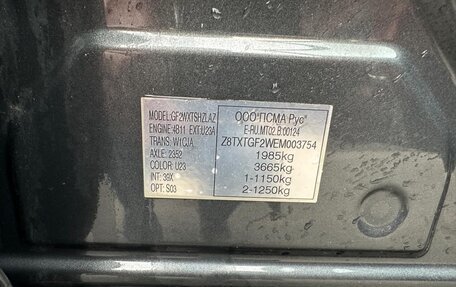 MODEL: GF2WXTSHZLAZ
ENGINE: 4B11 EXT: U23A
TRANS: W1CJA
AXLE: 2352
COLOR: U23
INT: 39X
OPT: S03
ООО "ПСМА Рус"
E-RU.MT02.B.00124
Z8TXTGF2WEM003754
1985kg
3665kg
1-1150kg
2-1250kg